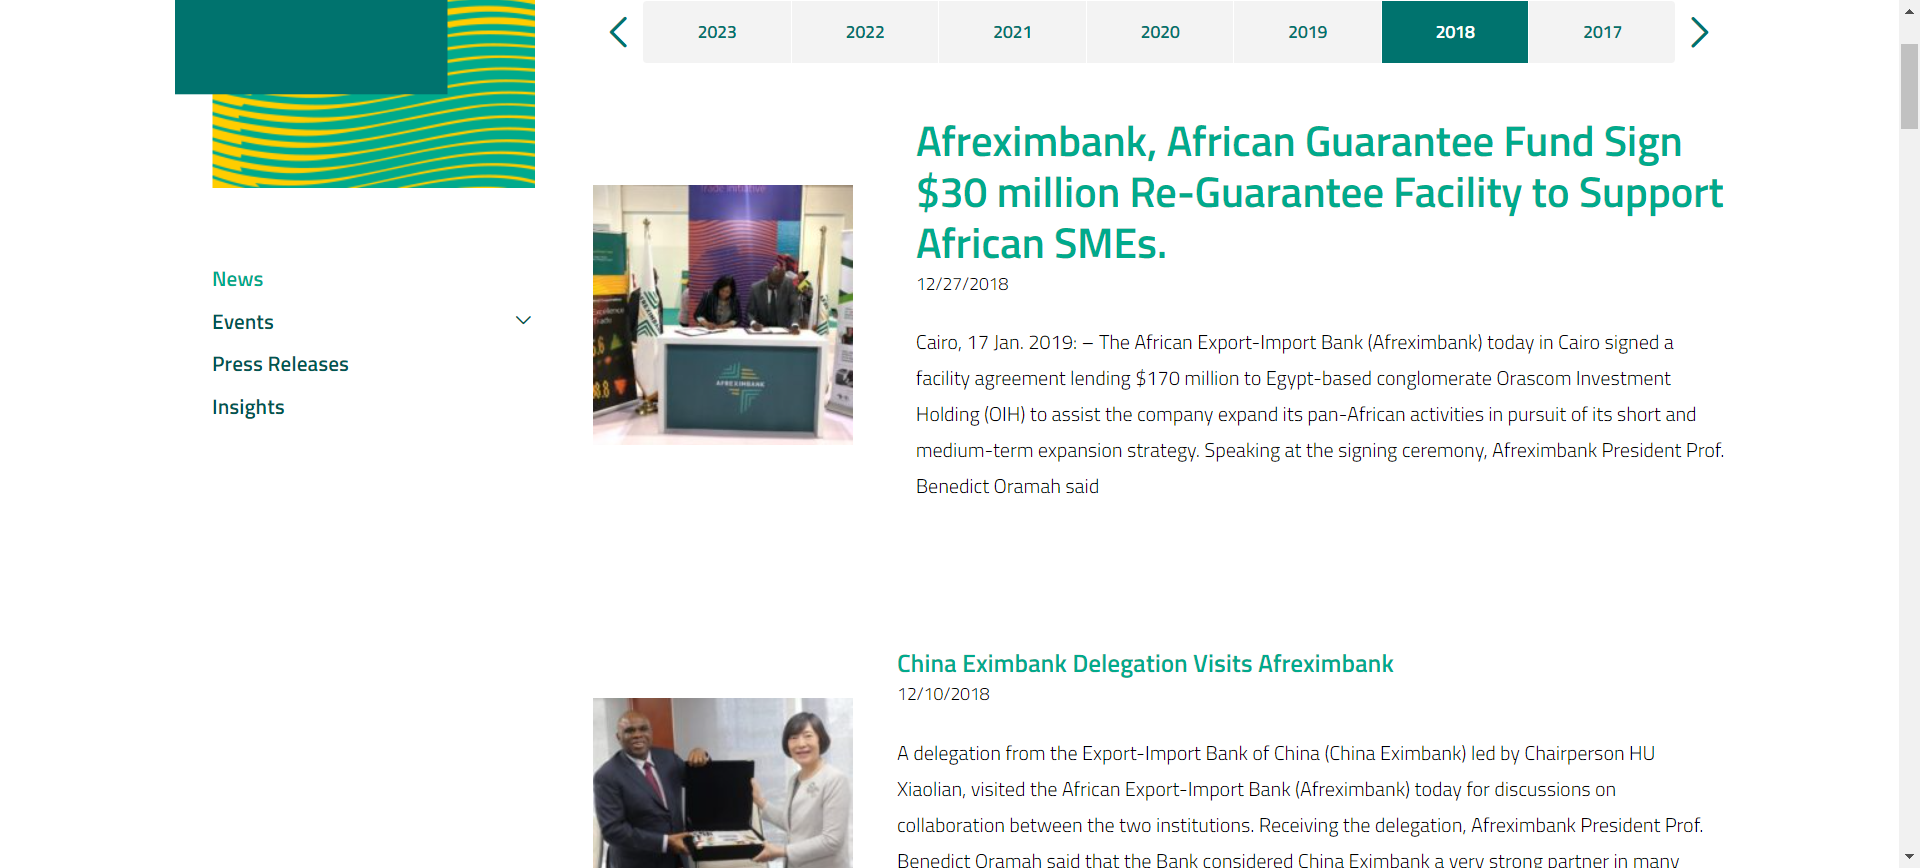 2023
2022
2021
2020
2019
2018
2017
Afreximbank, African Guarantee Fund Sign
$30 million Re-Guarantee Facility to Support
African SMEs.
12/27/2018
Trade Initiative
AFREXIMBANK
News
Events
Press Releases
Insights
Cairo, 17 Jan. 2019: – The African Export-Import Bank (Afreximbank) today in Cairo signed a
facility agreement lending $170 million to Egypt-based conglomerate Orascom Investment
Holding (OIH) to assist the company expand its pan-African activities in pursuit of its short and
medium-term expansion strategy. Speaking at the signing ceremony, Afreximbank President Prof.
Benedict Oramah said
China Eximbank Delegation Visits Afreximbank
12/10/2018
A delegation from the Export-Import Bank of China (China Eximbank) led by Chairperson HU
Xiaolian, visited the African Export-Import Bank (Afreximbank) today for discussions on
collaboration between the two institutions. Receiving the delegation, Afreximbank President Prof.
Benedict Oramah said that the Bank considered China Eximbank a very strong partner in many